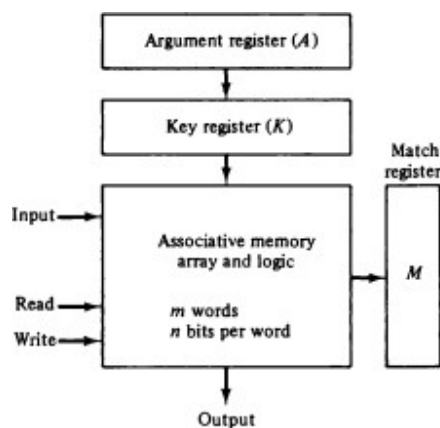 Argument register (A)
Key register (K)
Match
register
Input
Associative memory
array and logic
M
Read
m words
n bits per word
Write
Output